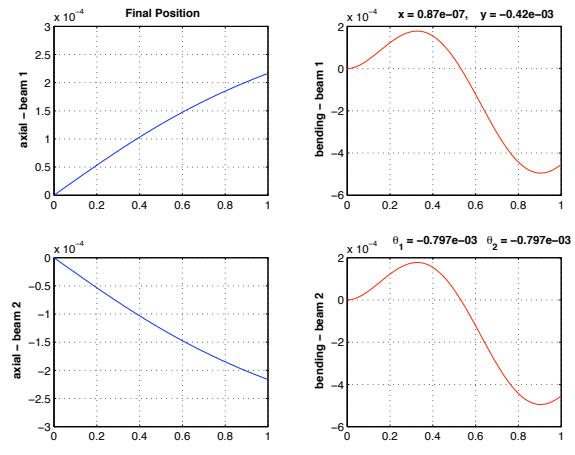 Final Position
x = 0.87e−07, y = −0.42e−03
x 10⁻⁴
3
2.5
2
1.5
1
0.5
0
axial − beam 1
0 0.2 0.4 0.6 0.8 1
x 10⁻⁴
2
0
−2
−4
−6
bending − beam 1
0 0.2 0.4 0.6 0.8 1
x 10⁻⁴
0
−0.5
−1
−1.5
−2
−2.5
−3
axial − beam 2
0 0.2 0.4 0.6 0.8 1
θ₁ = −0.797e−03 θ₂ = −0.797e−03
x 10⁻⁴
2
0
−2
−4
−6
bending − beam 2
0 0.2 0.4 0.6 0.8 1